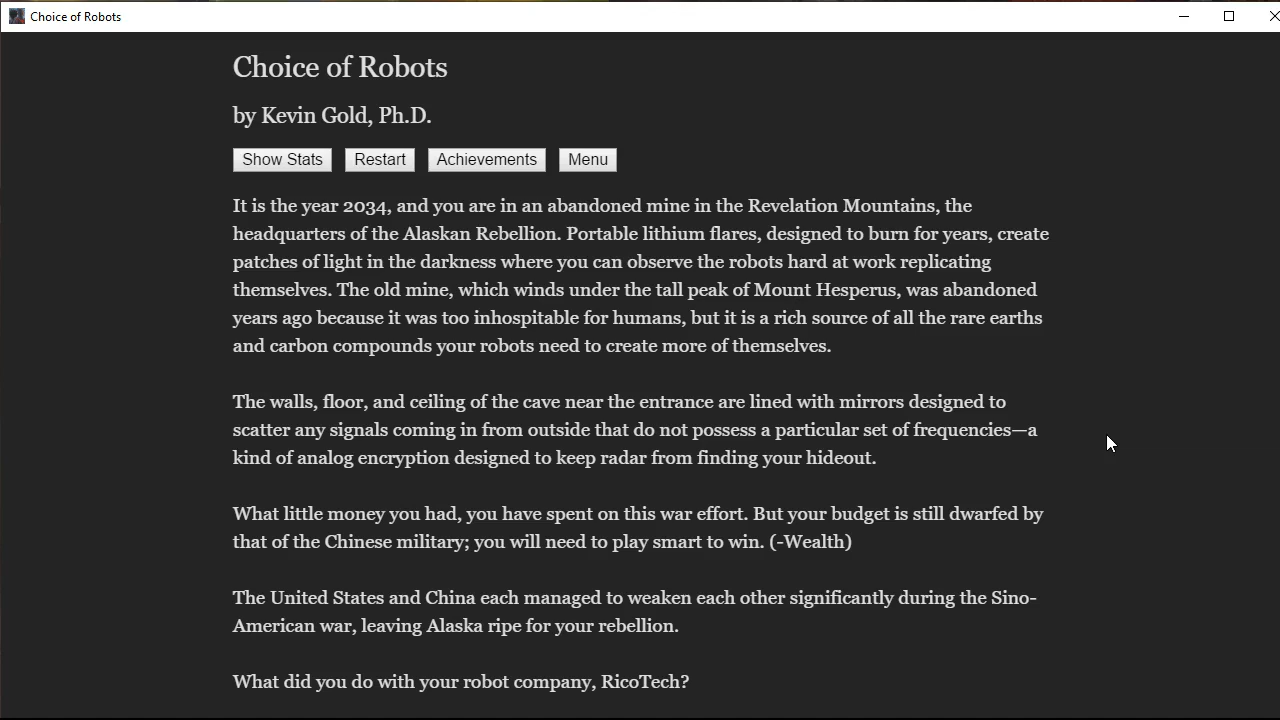 Choice of Robots
Choice of Robots
by Kevin Gold, Ph.D.
Show Stats Restart Achievements Menu
It is the year 2034, and you are in an abandoned mine in the Revelation Mountains, the
headquarters of the Alaskan Rebellion. Portable lithium flares, designed to burn for years, create
patches of light in the darkness where you can observe the robots hard at work replicating
themselves. The old mine, which winds under the tall peak of Mount Hesperus, was abandoned
years ago because it was too inhospitable for humans, but it is a rich source of all the rare earths
and carbon compounds your robots need to create more of themselves.
The walls, floor, and ceiling of the cave near the entrance are lined with mirrors designed to
scatter any signals coming in from outside that do not possess a particular set of frequencies—a
kind of analog encryption designed to keep radar from finding your hideout.
What little money you had, you have spent on this war effort. But your budget is still dwarfed by
that of the Chinese military; you will need to play smart to win. (-Wealth)
The United States and China each managed to weaken each other significantly during the Sino-
American war, leaving Alaska ripe for your rebellion.
What did you do with your robot company, RicoTech?